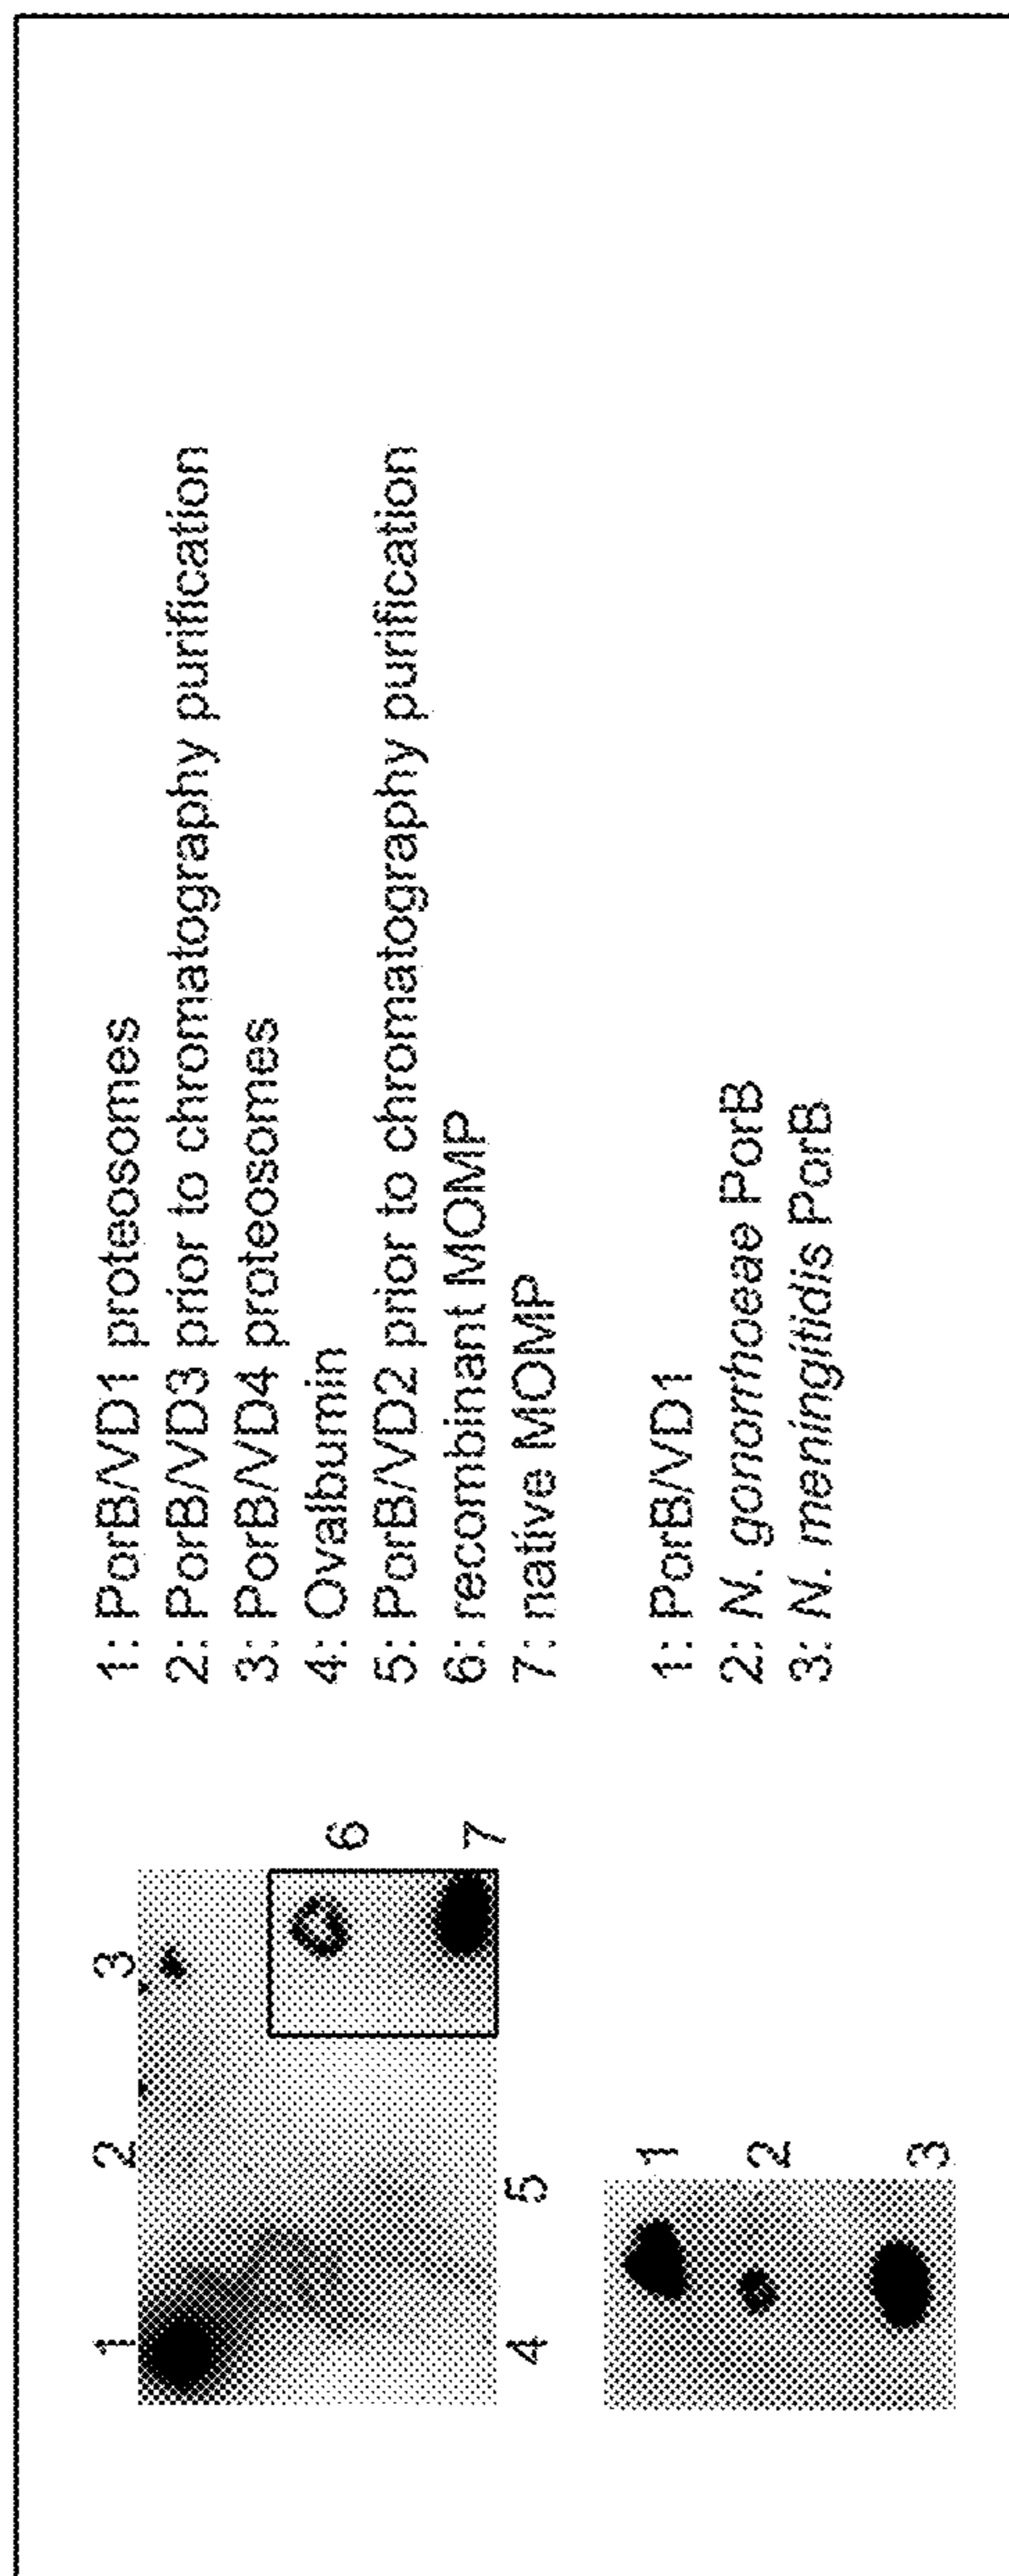 1 2 3
6
7
4 5
1: PorB/VD1 proteosomes
2: PorB/VD3 prior to chromatography purification
3: PorB/VD4 proteosomes
4: Ovalbumin
5: PorB/VD2 prior to chromatography purification
6: recombinant MOMP
7: native MOMP
1
2
3
1: PorB/VD1
2: N. gonorrhoeae PorB
3: N. meningitidis PorB